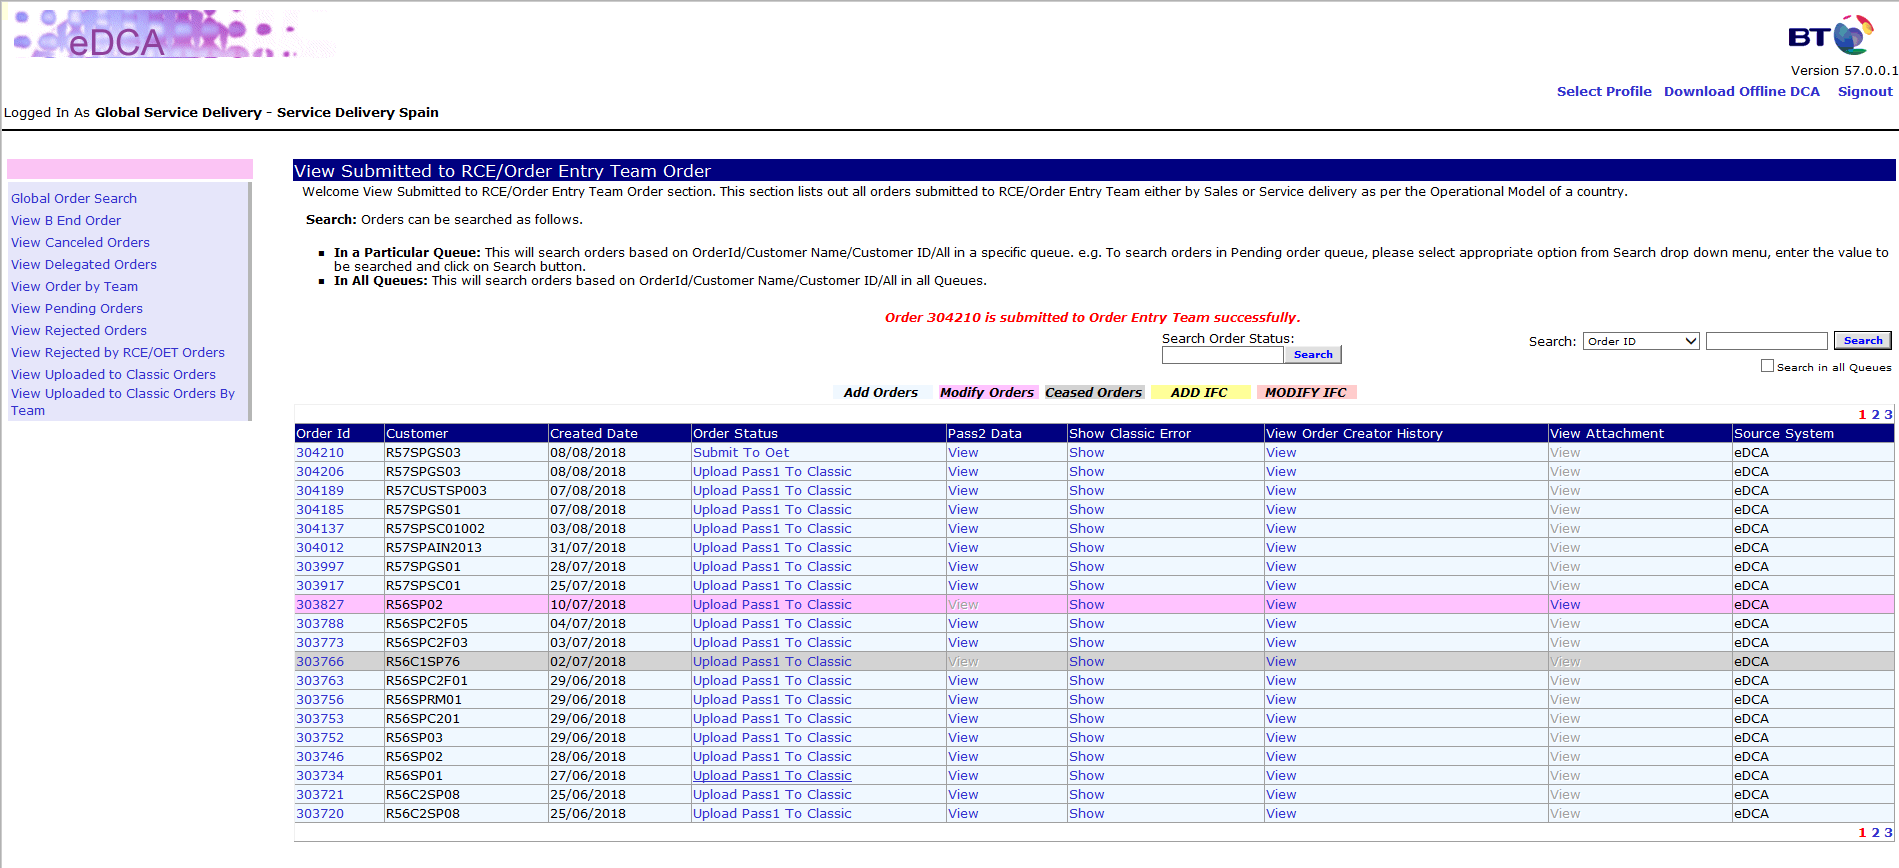 eDCA
BT
Version 57.0.0.1
Select Profile Download Offline DCA Signout
Logged In As Global Service Delivery - Service Delivery Spain
Global Order Search
View B End Order
View Canceled Orders
View Delegated Orders
View Order by Team
View Pending Orders
View Rejected Orders
View Rejected by RCE/OET Orders
View Uploaded to Classic Orders
View Uploaded to Classic Orders By
Team
View Submitted to RCE/Order Entry Team Order
Welcome View Submitted to RCE/Order Entry Team Order section. This section lists out all orders submitted to RCE/Order Entry Team either by Sales or Service delivery as per the Operational Model of a country.
Search: Orders can be searched as follows.
In a Particular Queue: This will search orders based on OrderId/Customer Name/Customer ID/All in a specific queue. e.g. To search orders in Pending order queue, please select appropriate option from Search drop down menu, enter the value to
be searched and click on Search button.
In All Queues: This will search orders based on OrderId/Customer Name/Customer ID/All in all Queues.
Order 304210 is submitted to Order Entry Team successfully.
Search Order Status:
Search
Search: Order ID Search
Search in all Queues
Add Orders Modify Orders Ceased Orders ADD IFC MODIFY IFC
1 2 3
Order Id Customer Created Date Order Status Pass2 Data Show Classic Error View Order Creator History View Attachment Source System
304210 R57SPGS03 08/08/2018 Submit To Oet View Show View View eDCA
304206 R57SPGS03 08/08/2018 Upload Pass1 To Classic View Show View View eDCA
304189 R57CUSTSP003 07/08/2018 Upload Pass1 To Classic View Show View View eDCA
304185 R57SPGS01 07/08/2018 Upload Pass1 To Classic View Show View View eDCA
304137 R57SPSC01002 03/08/2018 Upload Pass1 To Classic View Show View View eDCA
304012 R57SPAIN2013 31/07/2018 Upload Pass1 To Classic View Show View View eDCA
303997 R57SPGS01 28/07/2018 Upload Pass1 To Classic View Show View View eDCA
303917 R57SPSC01 25/07/2018 Upload Pass1 To Classic View Show View View eDCA
303827 R56SP02 10/07/2018 Upload Pass1 To Classic View Show View View eDCA
303788 R56SPC2F05 04/07/2018 Upload Pass1 To Classic View Show View View eDCA
303773 R56SPC2F03 03/07/2018 Upload Pass1 To Classic View Show View View eDCA
303766 R56C1SP76 02/07/2018 Upload Pass1 To Classic View Show View View eDCA
303763 R56SPC2F01 29/06/2018 Upload Pass1 To Classic View Show View View eDCA
303756 R56SPRM01 29/06/2018 Upload Pass1 To Classic View Show View View eDCA
303753 R56SPC201 29/06/2018 Upload Pass1 To Classic View Show View View eDCA
303752 R56SP03 29/06/2018 Upload Pass1 To Classic View Show View View eDCA
303746 R56SP02 28/06/2018 Upload Pass1 To Classic View Show View View eDCA
303734 R56SP01 27/06/2018 Upload Pass1 To Classic View Show View View eDCA
303721 R56C2SP08 25/06/2018 Upload Pass1 To Classic View Show View View eDCA
303720 R56C2SP08 25/06/2018 Upload Pass1 To Classic View Show View View eDCA
1 2 3